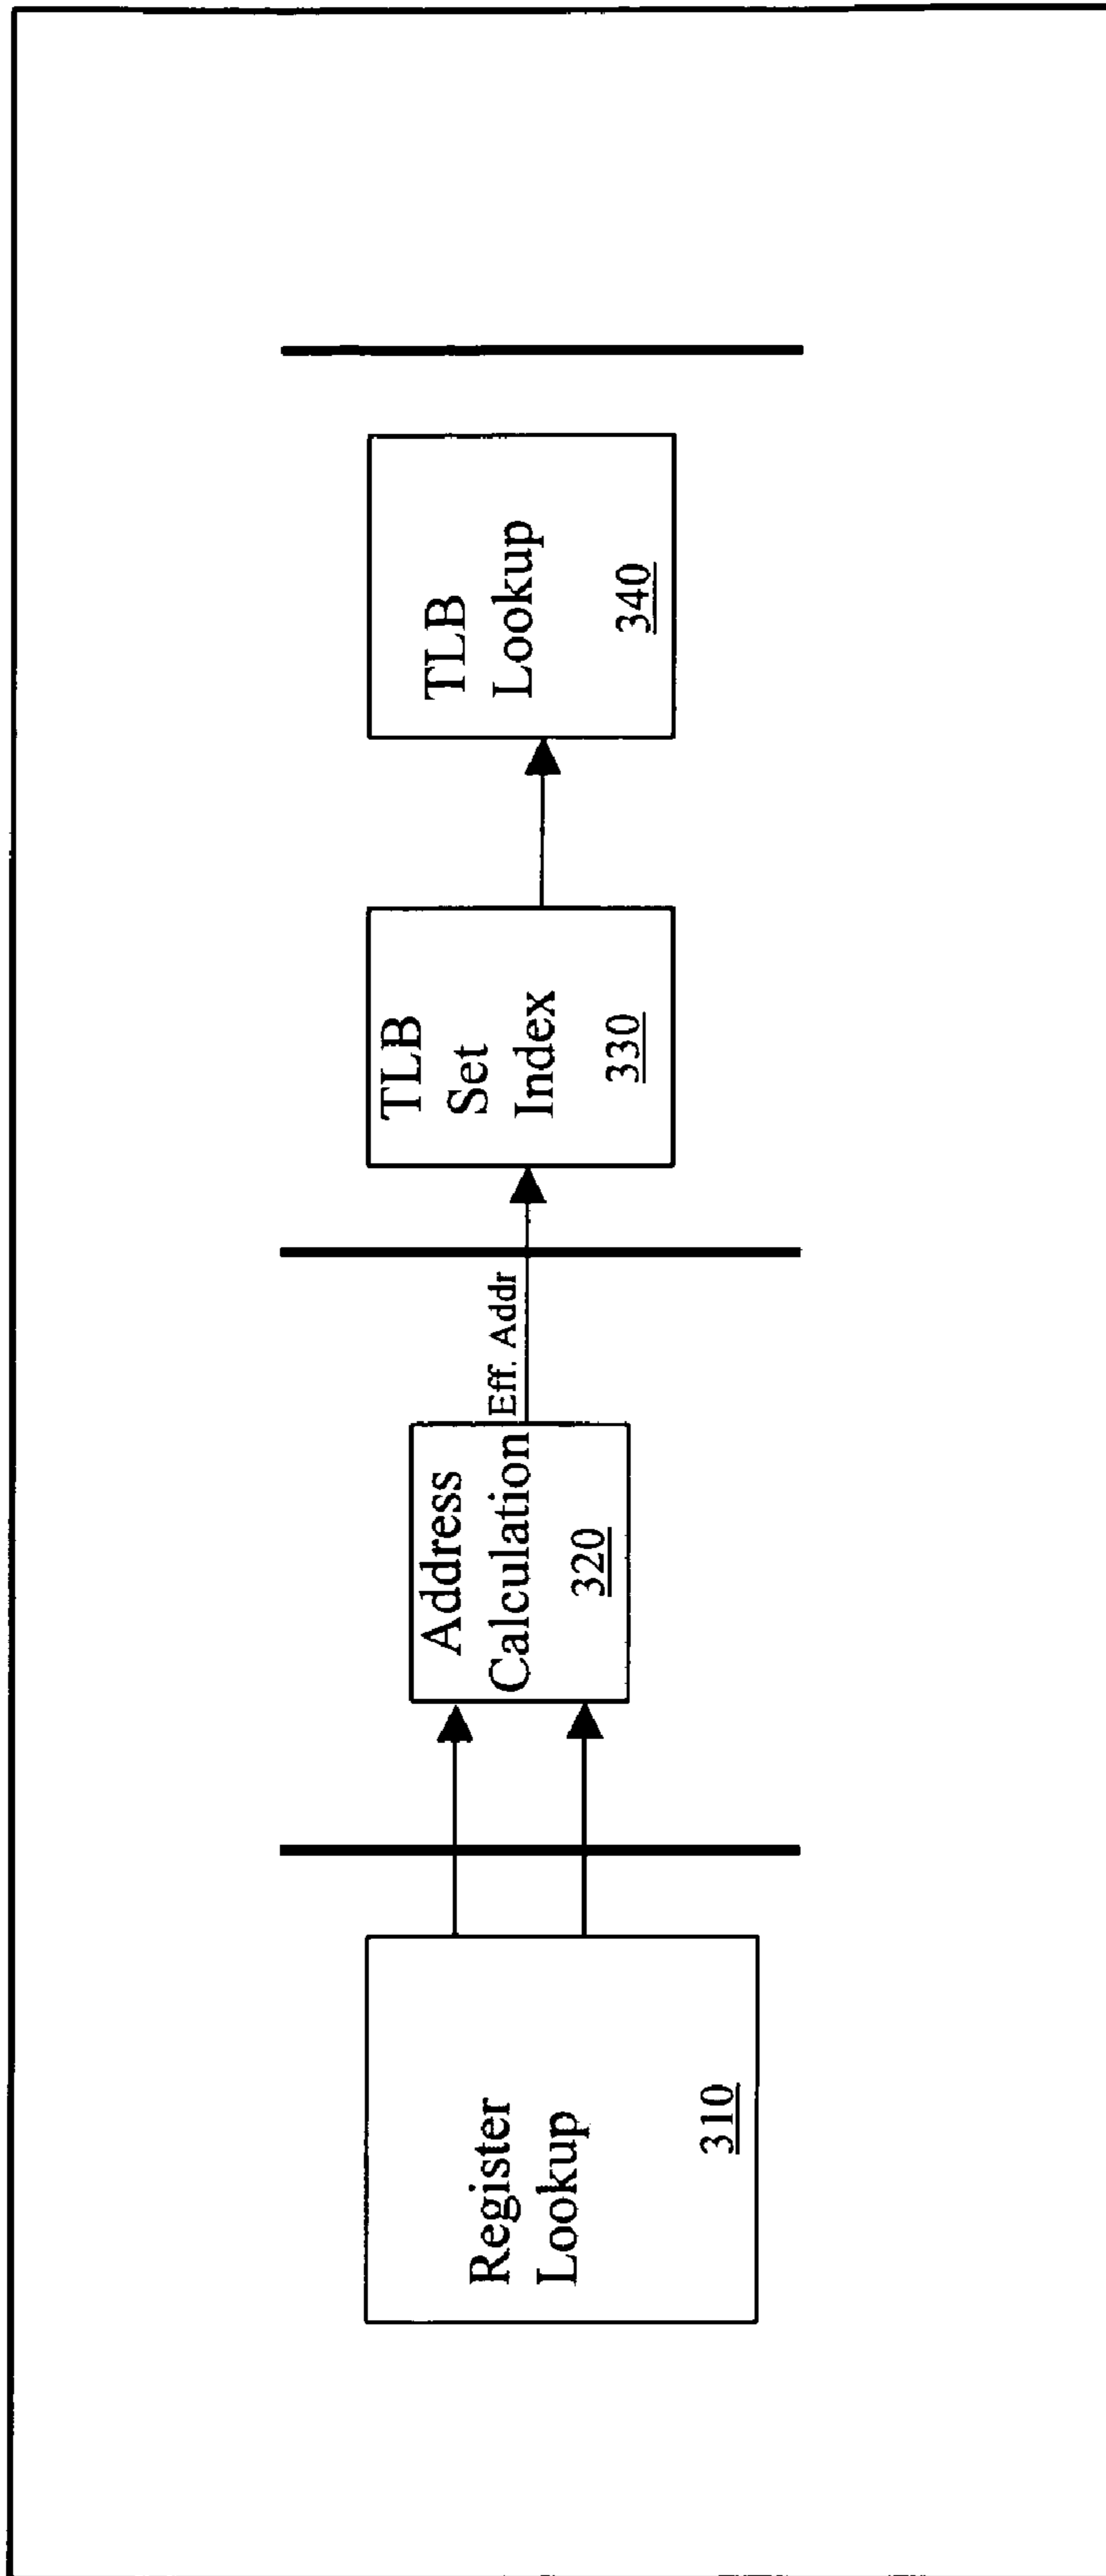 Register
Lookup
310
Address
Calculation
320
Eff. Addr
TLB
Set
Index
330
TLB
Lookup
340